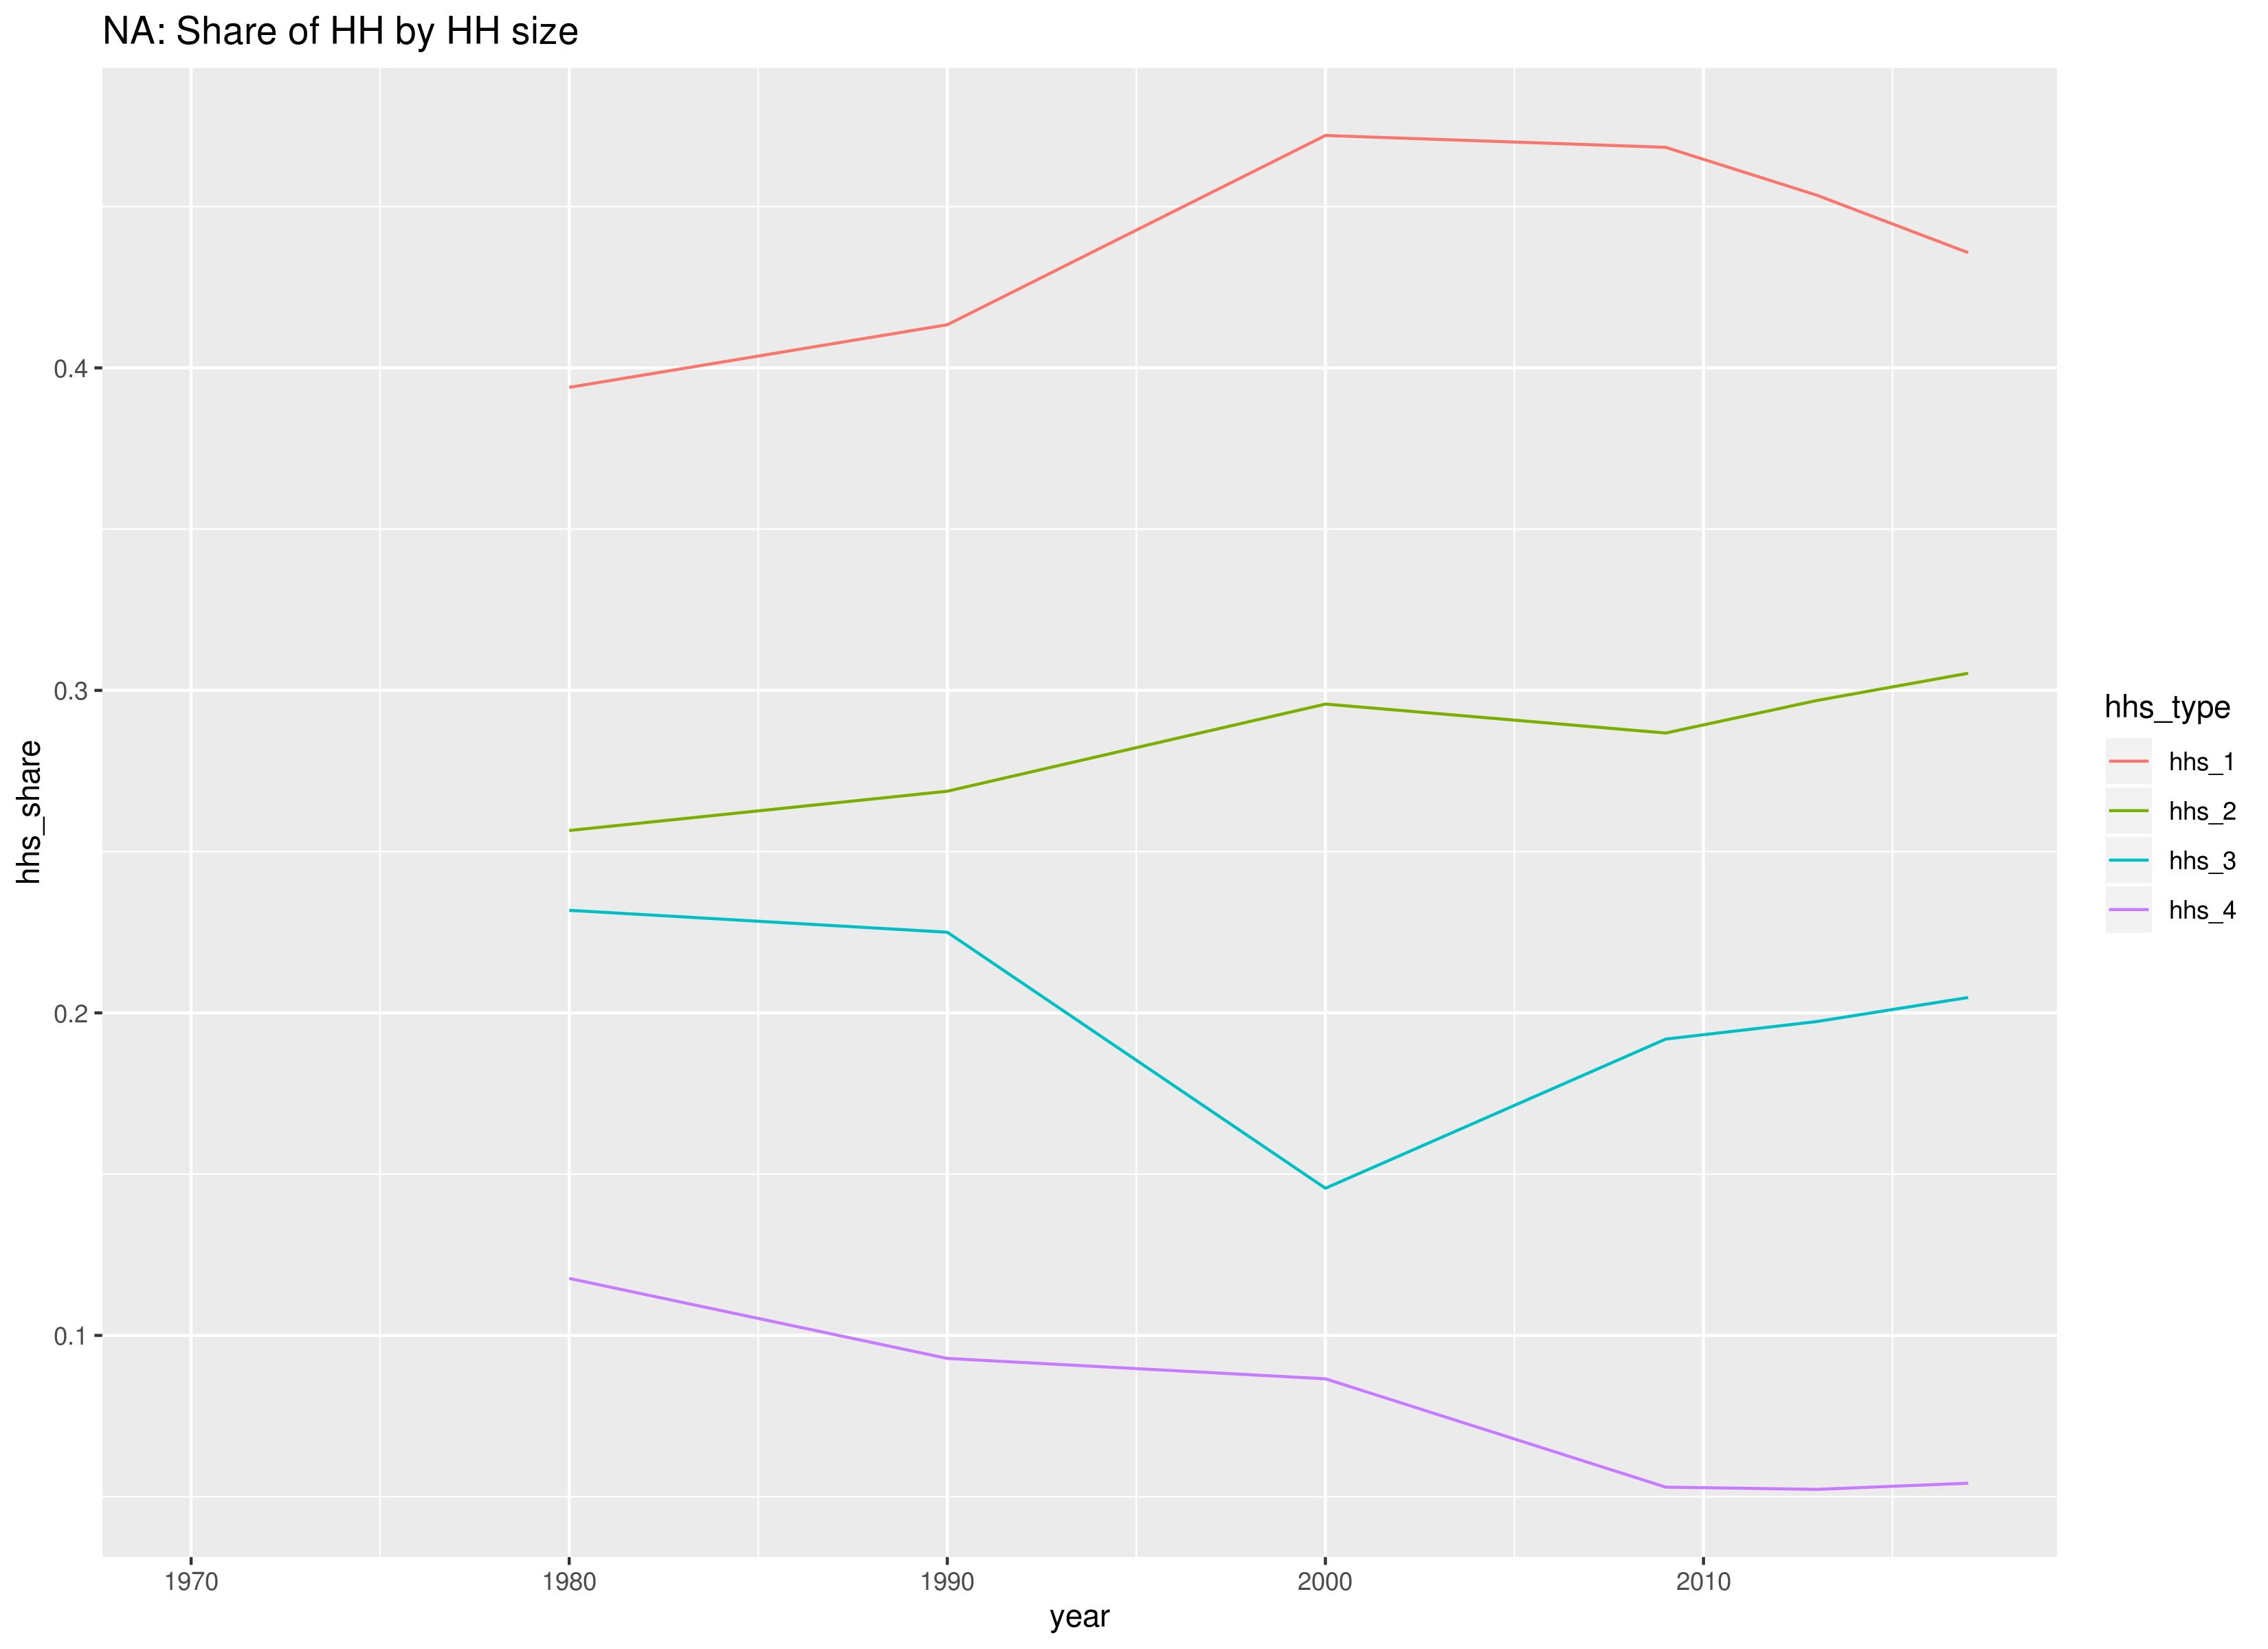 NA: Share of HH by HH size
hhs_share
0.4
0.3
0.2
0.1
1970
1980
1990
2000
2010
year
hhs_type
hhs_1
hhs_2
hhs_3
hhs_4